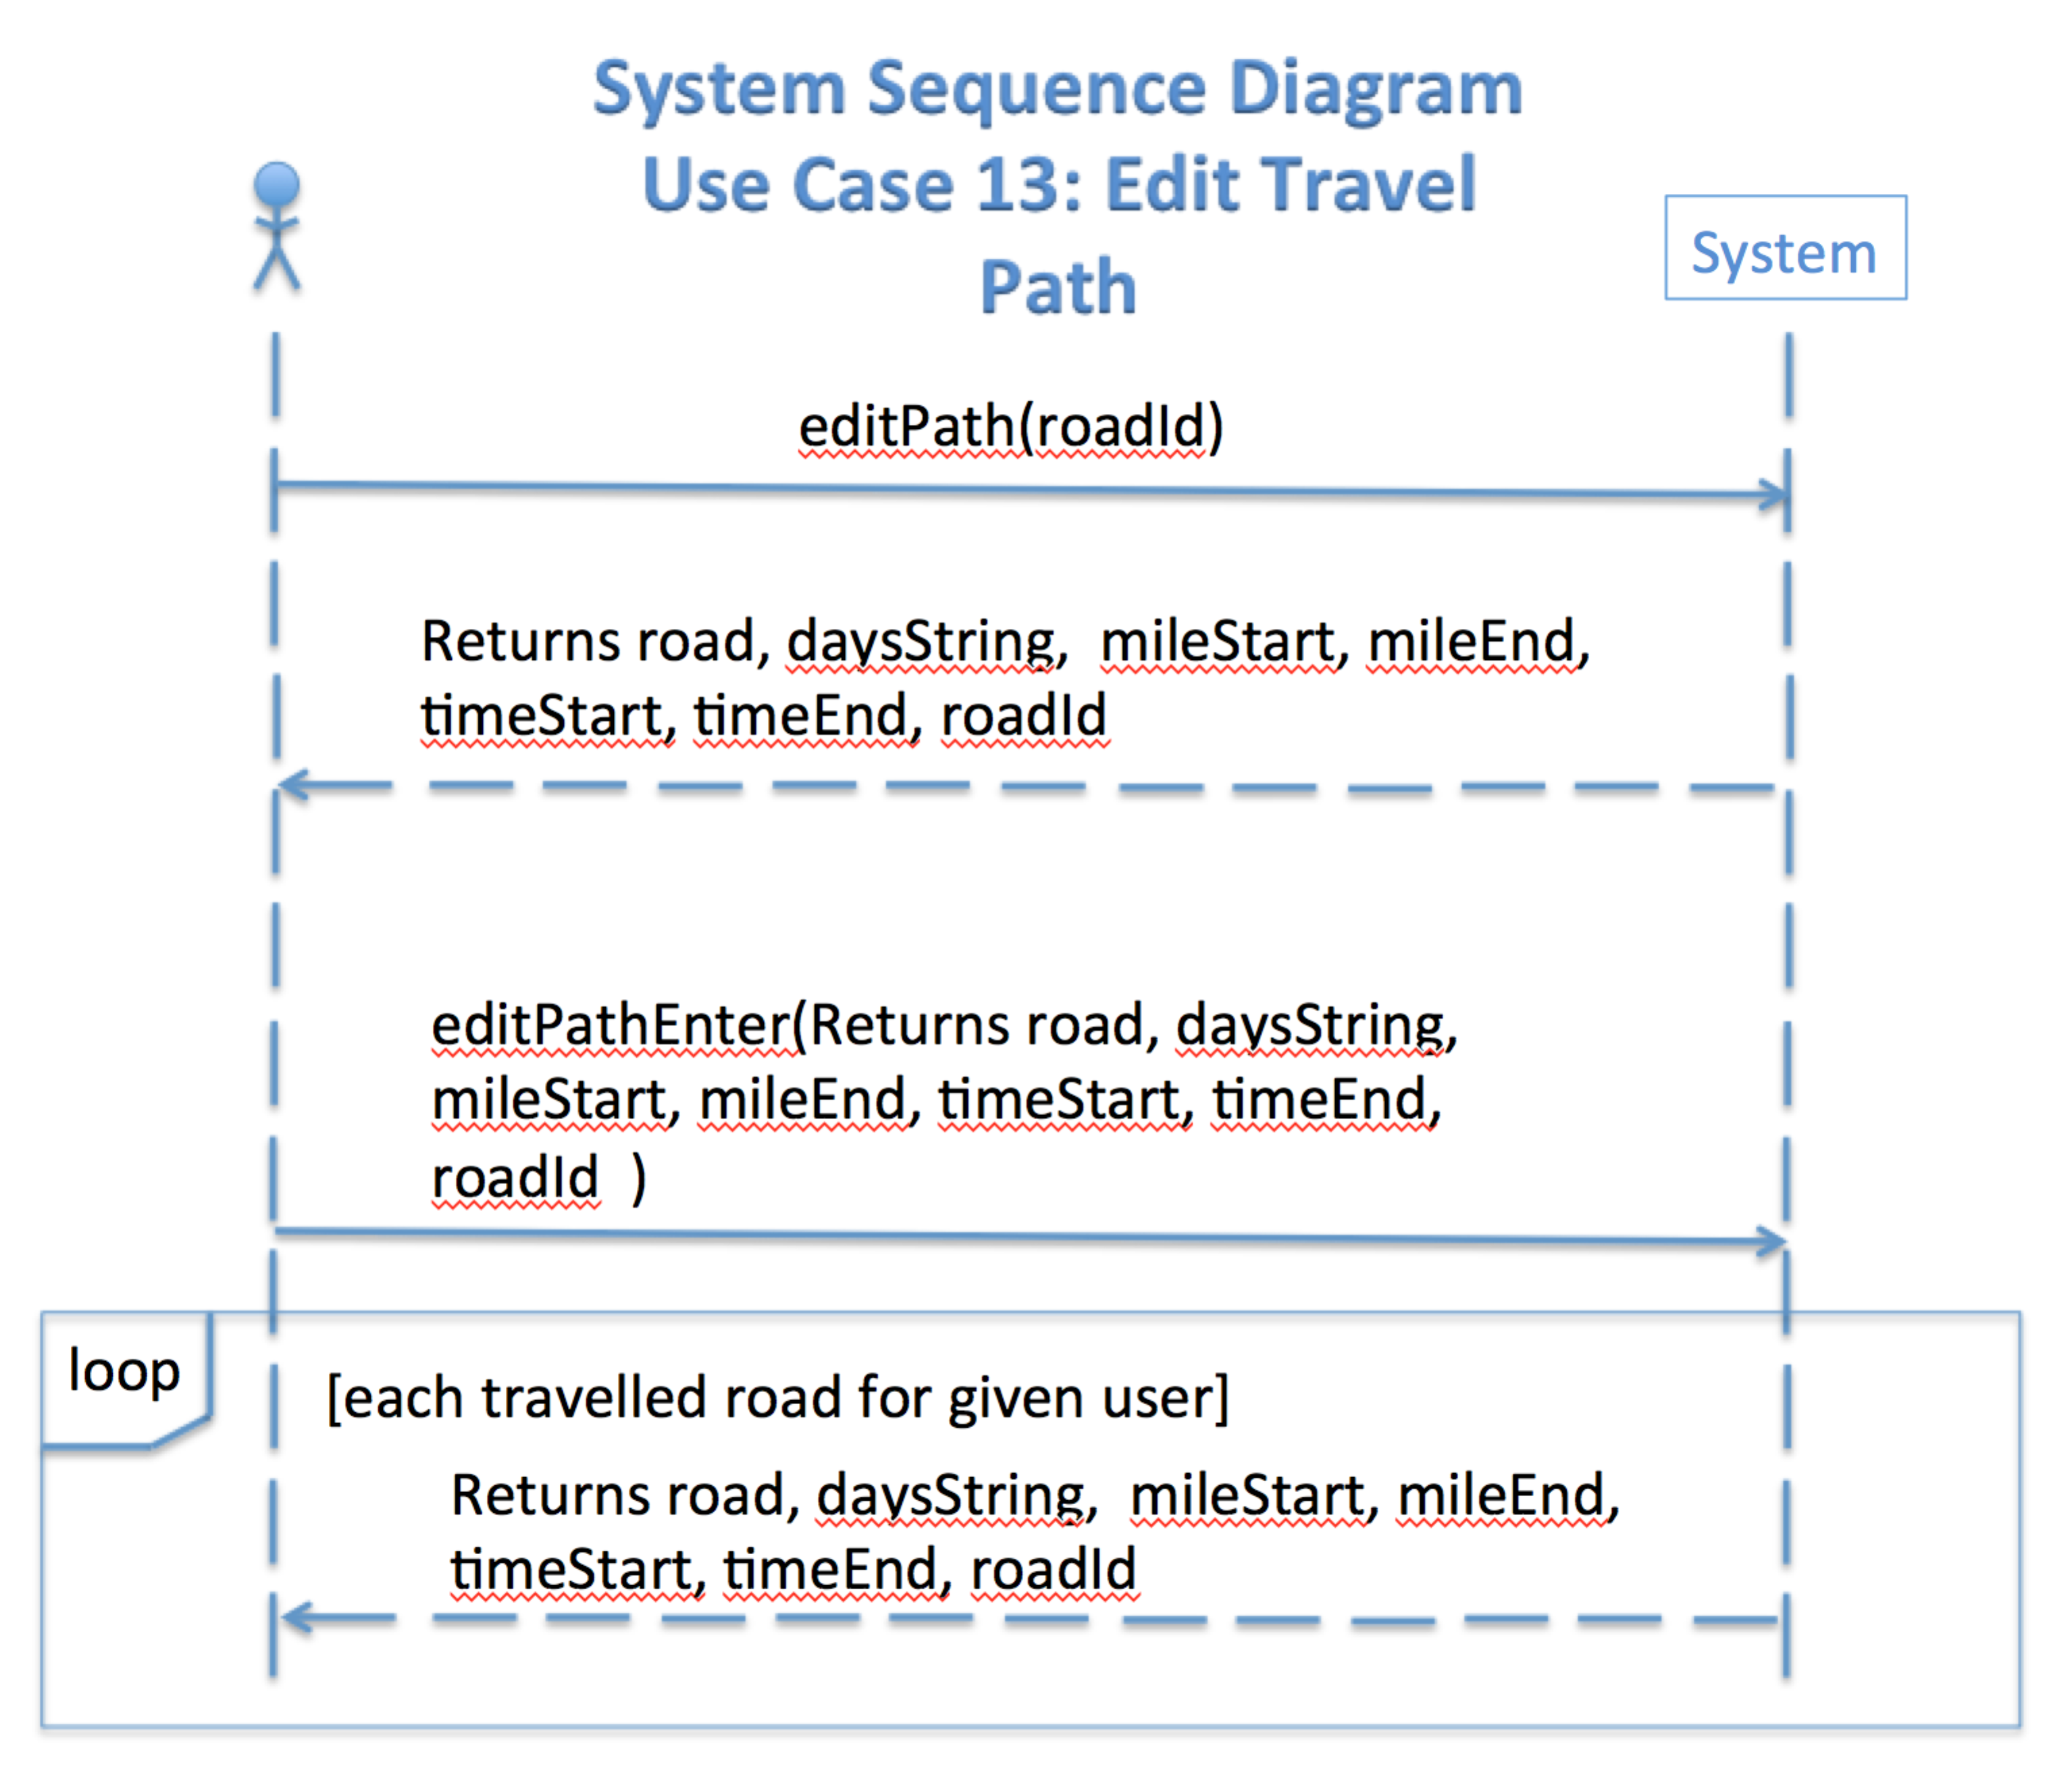 System Sequence Diagram
Use Case 13: Edit Travel
Path
System
editPath(roadId)
Returns road, daysString,  mileStart, mileEnd,
timeStart, timeEnd, roadId
editPathEnter(Returns road, daysString,
mileStart, mileEnd, timeStart, timeEnd,
roadId  )
loop
[each travelled road for given user]
Returns road, daysString,  mileStart, mileEnd,
timeStart, timeEnd, roadId